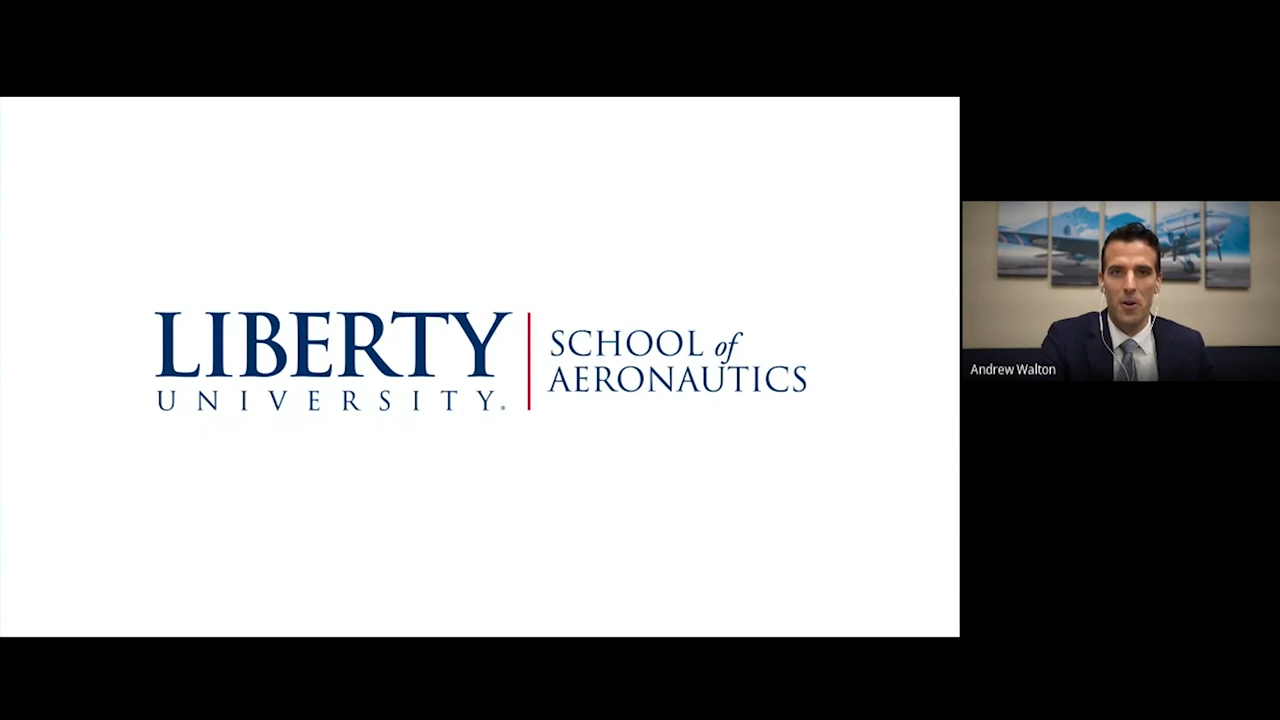 LIBERTY
UNIVERSITY®
SCHOOL of
AERONAUTICS
Andrew Walton